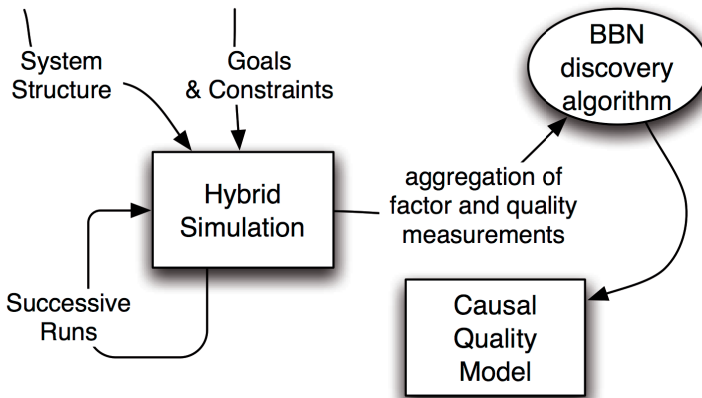 System
Structure
Goals
& Constraints
BBN
discovery
algorithm
Hybrid
Simulation
aggregation of
factor and quality
measurements
Successive
Runs
Causal
Quality
Model